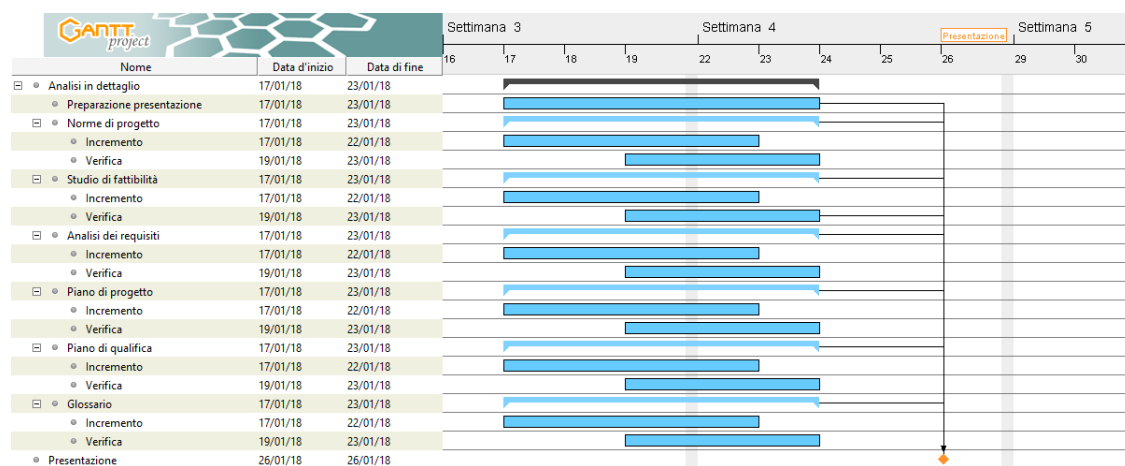 GANTT
project
Settimana 3 Settimana 4 Presentazione Settimana 5
16 17 18 19 22 23 24 25 26 29 30
Nome Data d'inizio Data di fine
Analisi in dettaglio 17/01/18 23/01/18
Preparazione presentazione 17/01/18 23/01/18
Norme di progetto 17/01/18 23/01/18
Incremento 17/01/18 22/01/18
Verifica 19/01/18 23/01/18
Studio di fattibilità 17/01/18 23/01/18
Incremento 17/01/18 22/01/18
Verifica 19/01/18 23/01/18
Analisi dei requisiti 17/01/18 23/01/18
Incremento 17/01/18 22/01/18
Verifica 19/01/18 23/01/18
Piano di progetto 17/01/18 23/01/18
Incremento 17/01/18 22/01/18
Verifica 19/01/18 23/01/18
Piano di qualifica 17/01/18 23/01/18
Incremento 17/01/18 22/01/18
Verifica 19/01/18 23/01/18
Glossario 17/01/18 23/01/18
Incremento 17/01/18 22/01/18
Verifica 19/01/18 23/01/18
Presentazione 26/01/18 26/01/18